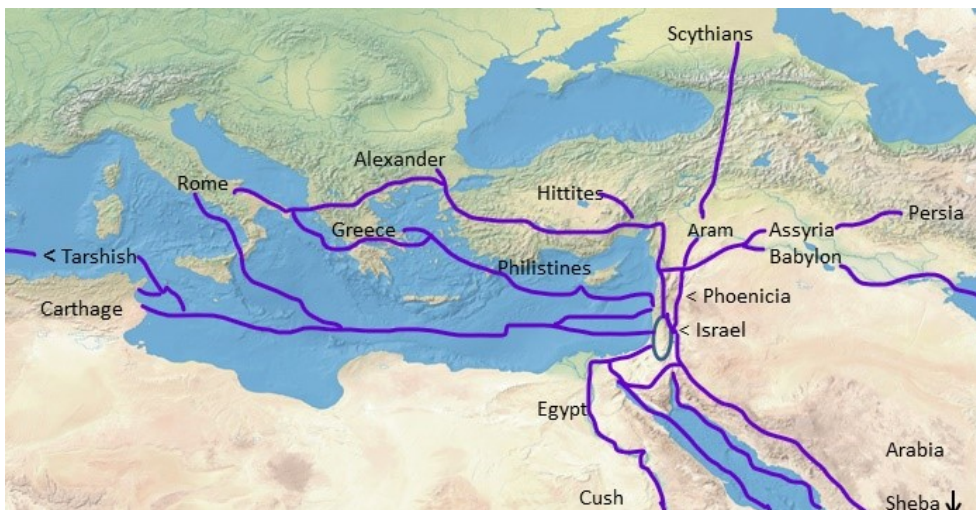 Scythians
Alexander
Rome
Hittites
Persia
Greece
Aram
Assyria
< Tarshish
Philistines
Babylon
Carthage
< Phoenicia
< Israel
Egypt
Arabia
Cush
Sheba ↓